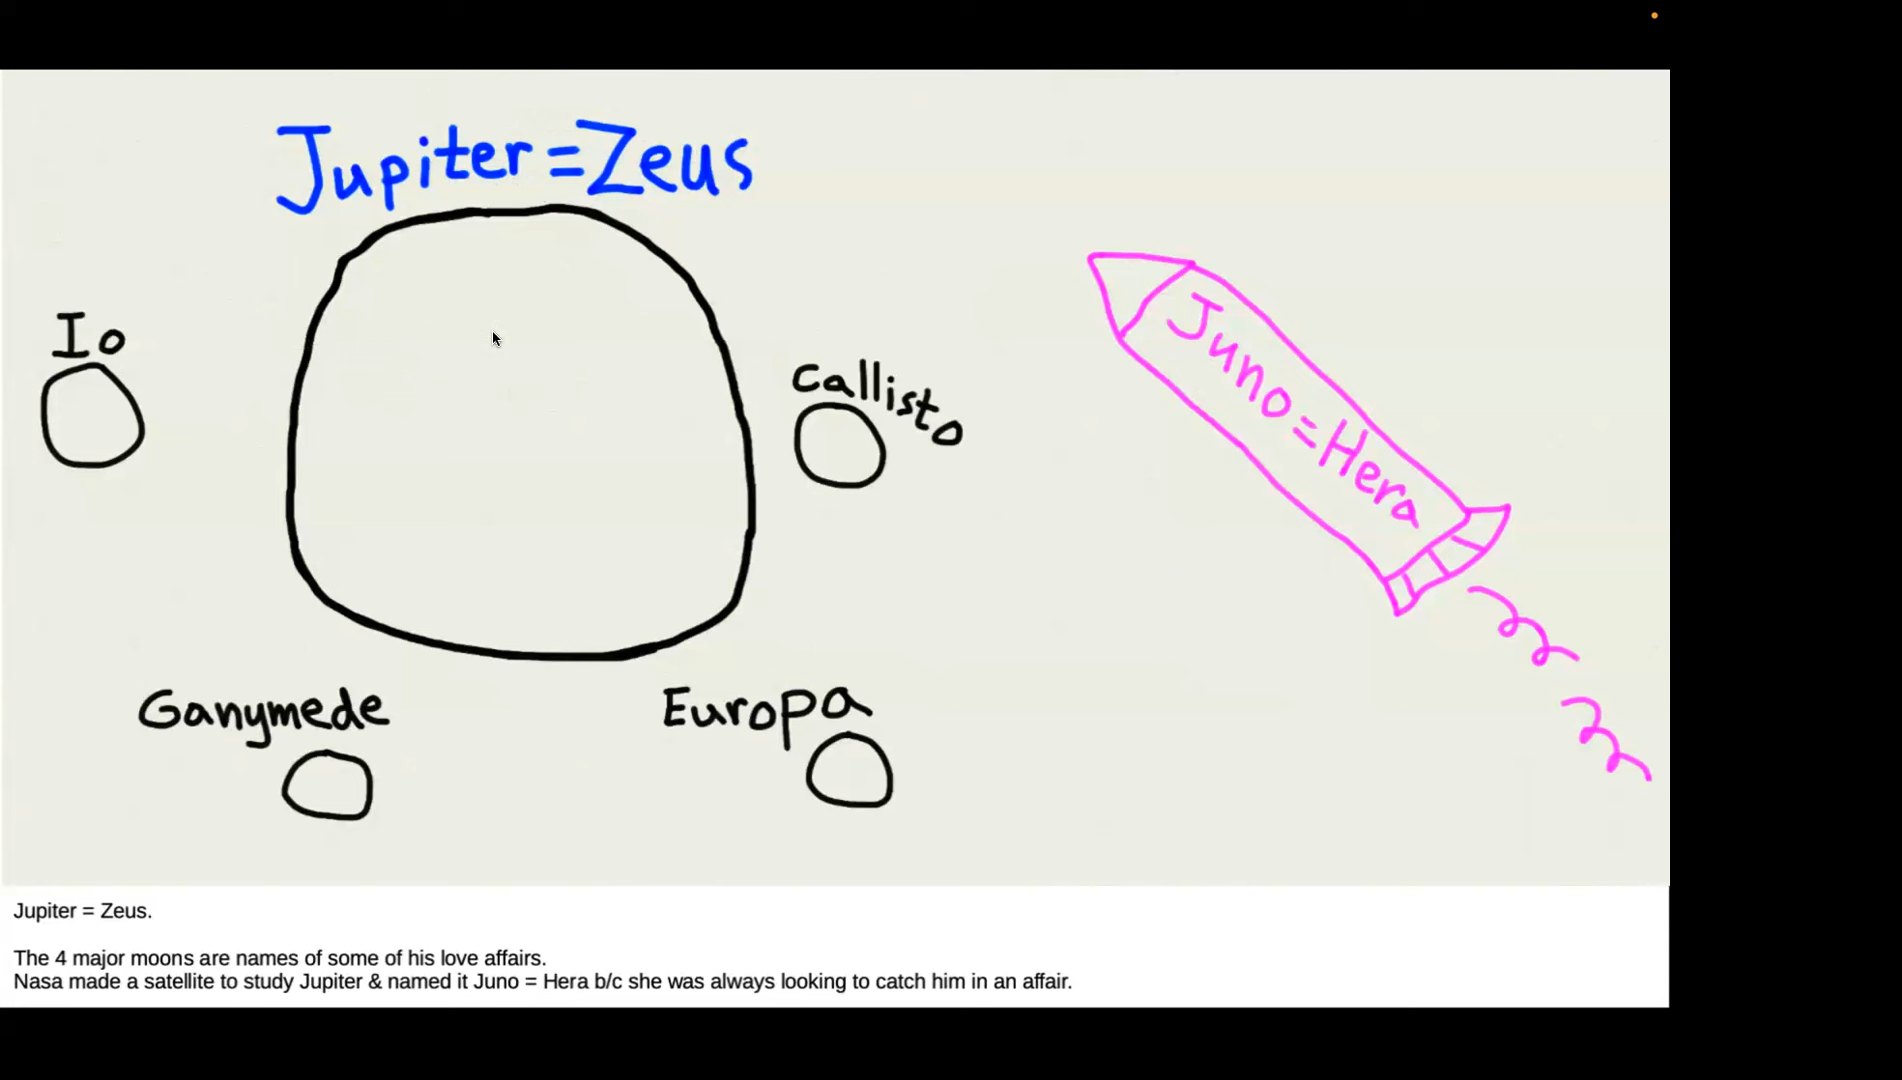 Jupiter = Zeus
Io
Callisto
Juno = Hera
Ganymede
Europa
Jupiter = Zeus.
The 4 major moons are names of some of his love affairs.
Nasa made a satellite to study Jupiter & named it Juno = Hera b/c she was always looking to catch him in an affair.